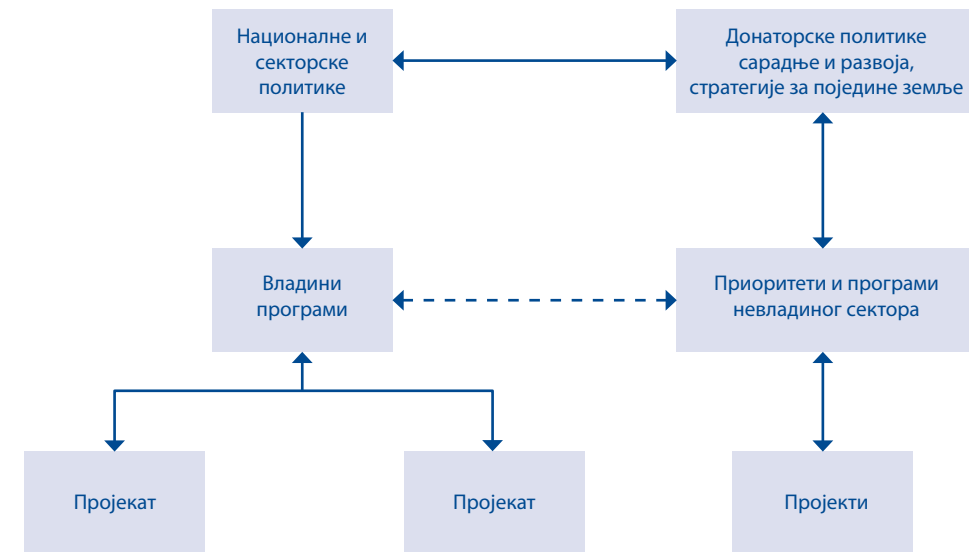 Националне и
секторске
политике
Донаторске политике
сарадње и развоја,
стратегије за поједине земље
Владини
програми
Приоритети и програми
невладиног сектора
Пројекат
Пројекат
Пројекти